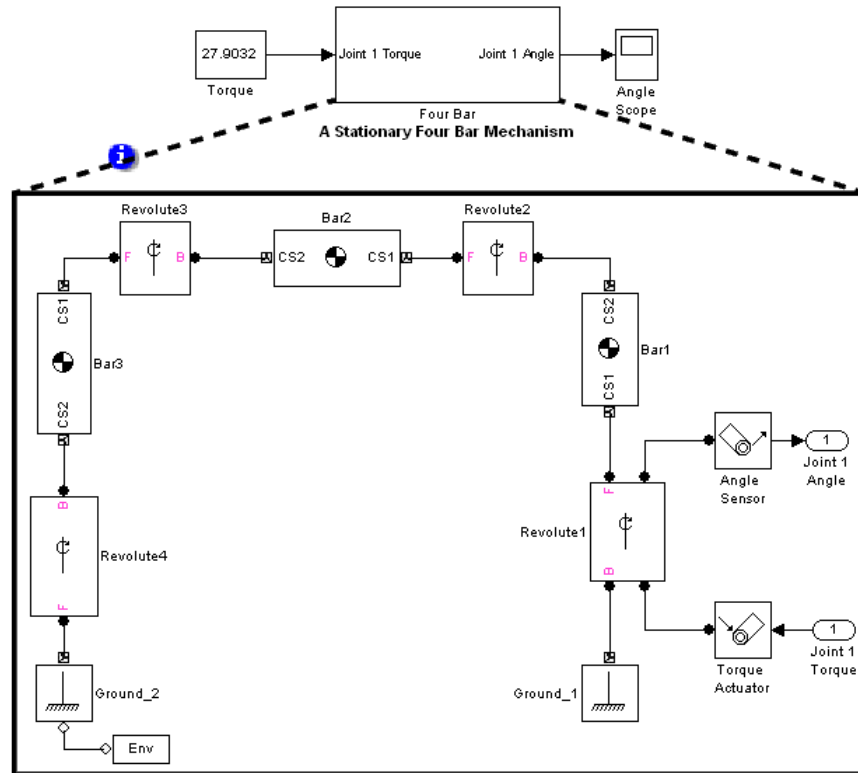 27.9032
Torque
Joint 1 Torque
Joint 1 Angle
Four Bar
Angle
Scope
A Stationary Four Bar Mechanism
i
Revolute3
F
B
Bar2
CS2
CS1
Revolute2
F
B
CS1
CS2
Bar3
CS2
CS1
Bar1
B
F
Revolute4
F
B
Revolute1
Angle
Sensor
1
Joint 1
Angle
Torque
Actuator
1
Joint 1
Torque
Ground_2
Ground_1
Env